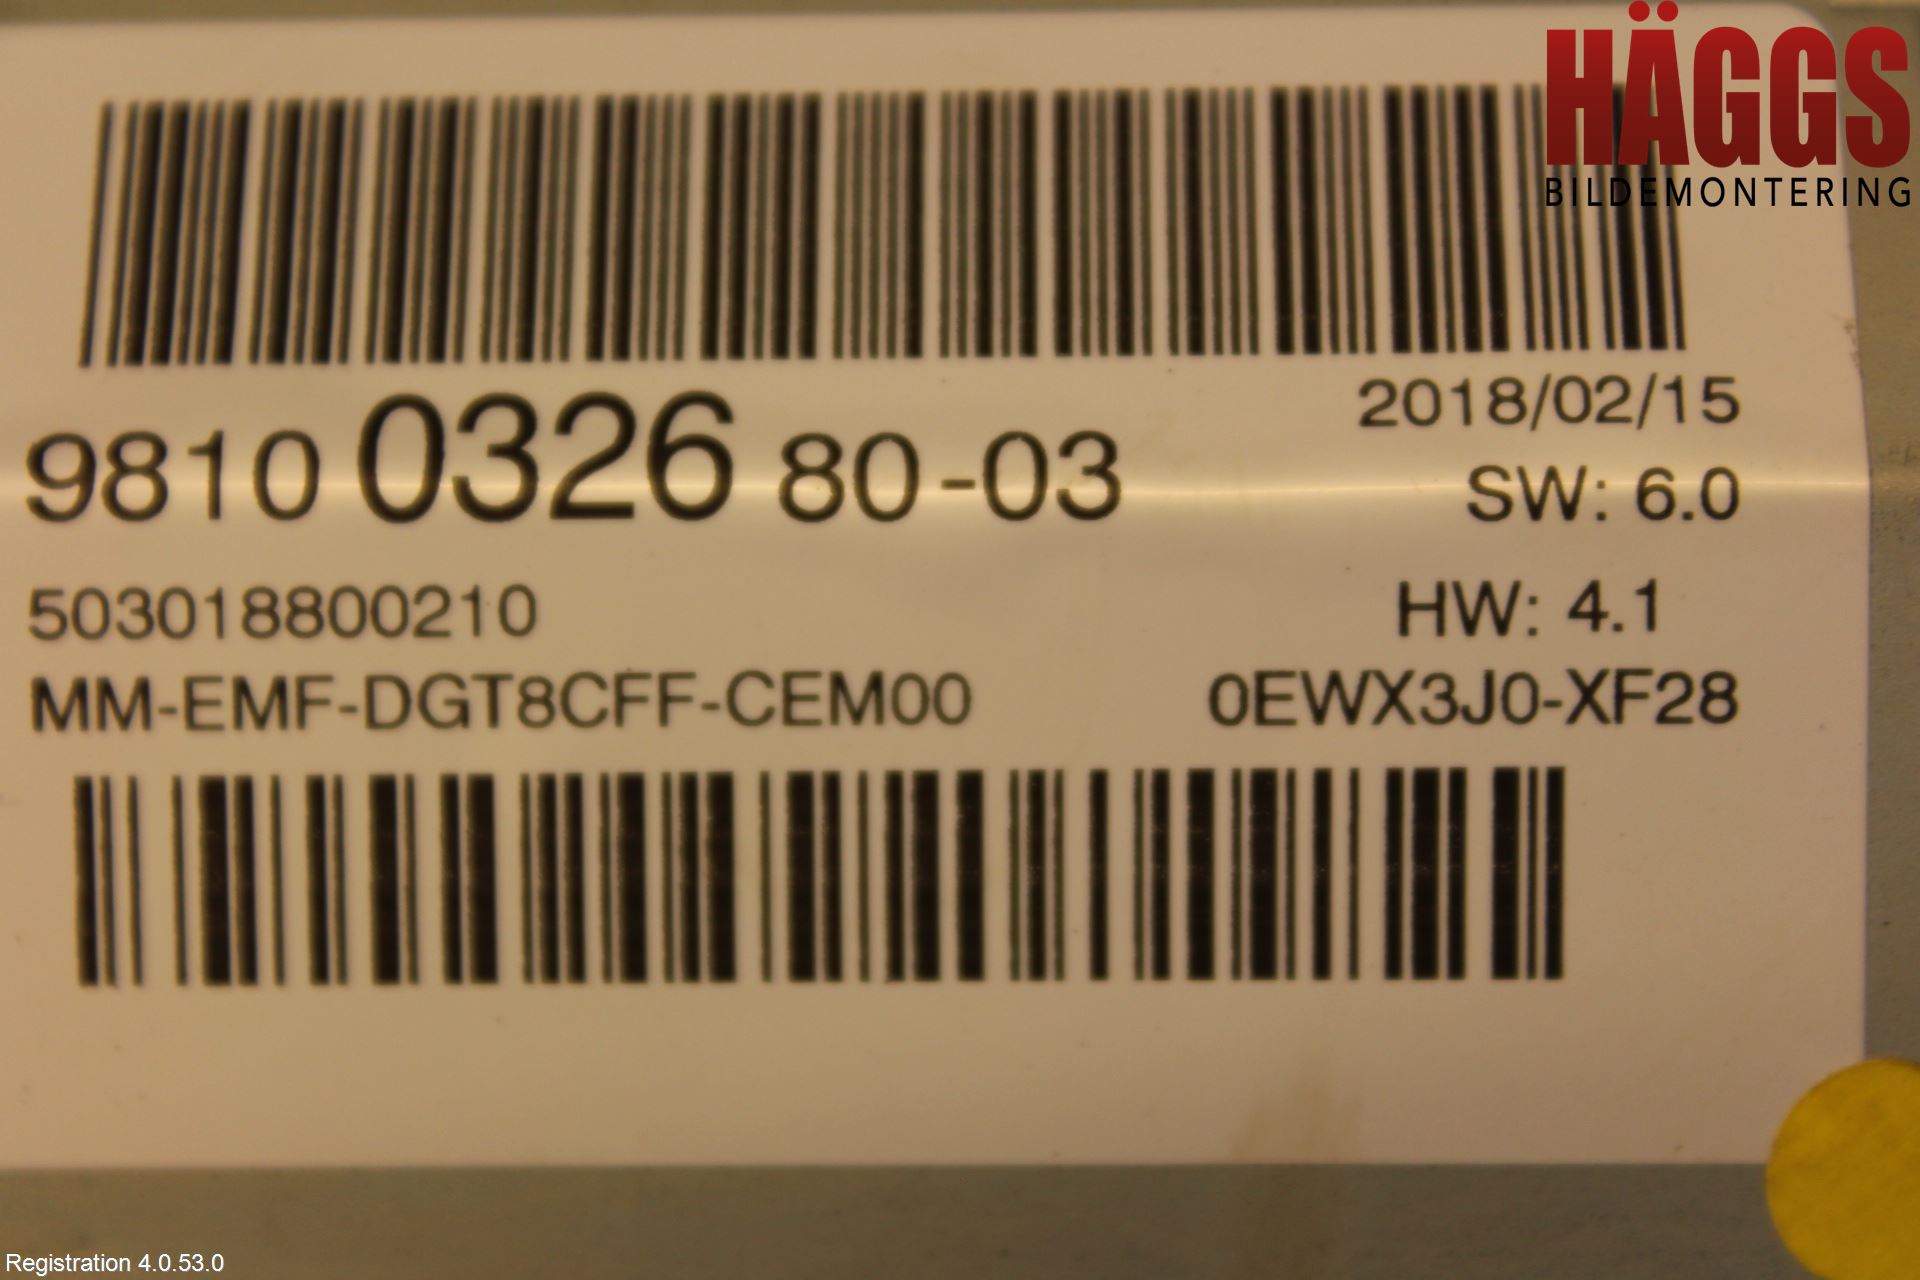 HÄGGS
BILDEMONTERING
2018/02/15
9810 0326 80-03
SW: 6.0
503018800210
HW: 4.1
MM-EMF-DGT8CFF-CEM00
0EWX3J0-XF28
Registration 4.0.53.0